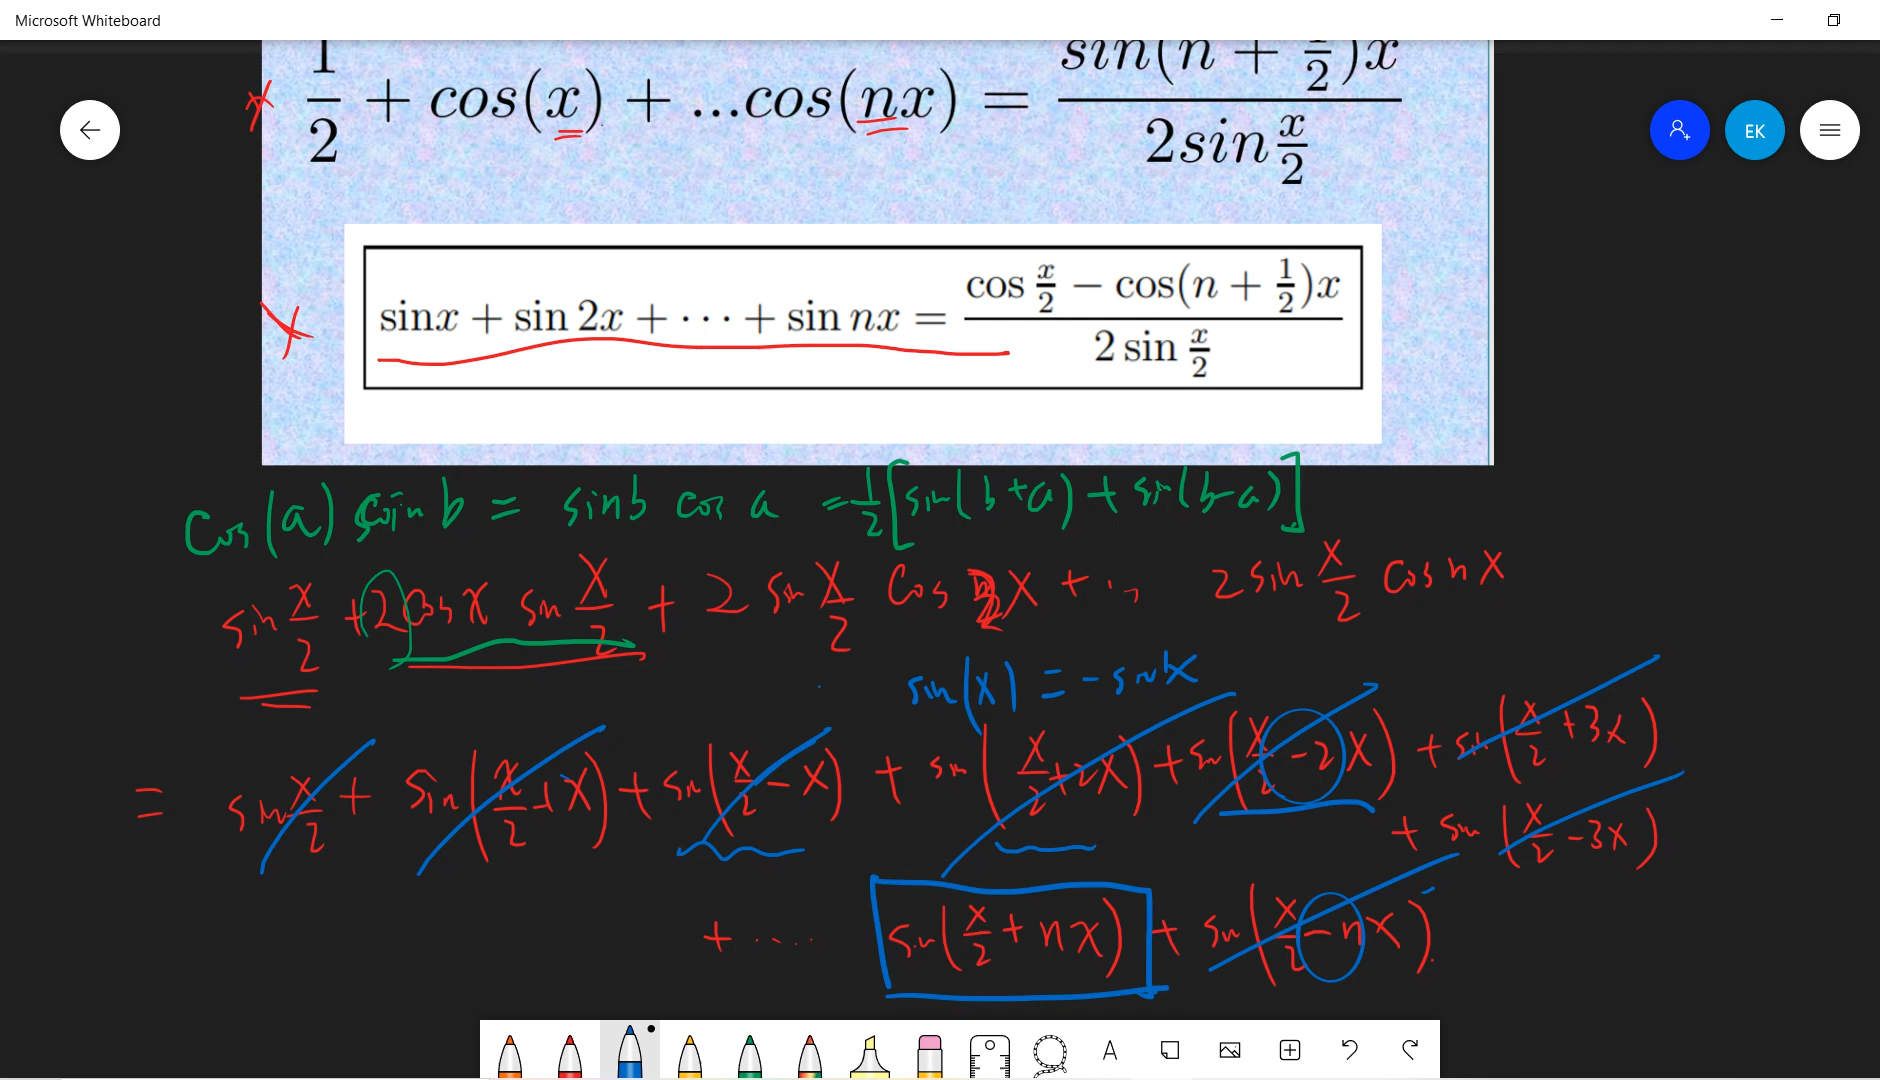 Microsoft Whiteboard
1/2 + cos(x) + ...cos(nx) = sin(n + 1/2)x / 2sin x/2
EK
sinx + sin 2x + ··· + sin nx = cos x/2 − cos(n + 1/2)x / 2 sin x/2
cos(a) sin b = sin b cos a = 1/2 [sin(b+a) + sin(b-a)]
sin x/2 + 2 cos x sin x/2 + 2 sin x/2 cos 2x + ... 2 sin x/2 cos nx
sin(x) = - sin x
= sin x/2 + sin(x/2 + x) + sin(x/2 - x) + sin(x/2 + 2x) + sin(x/2 - 2x) + sin(x/2 + 3x)
+ sin(x/2 - 3x)
+ ..... sin(x/2 + nx) + sin(x/2 - nx)
A